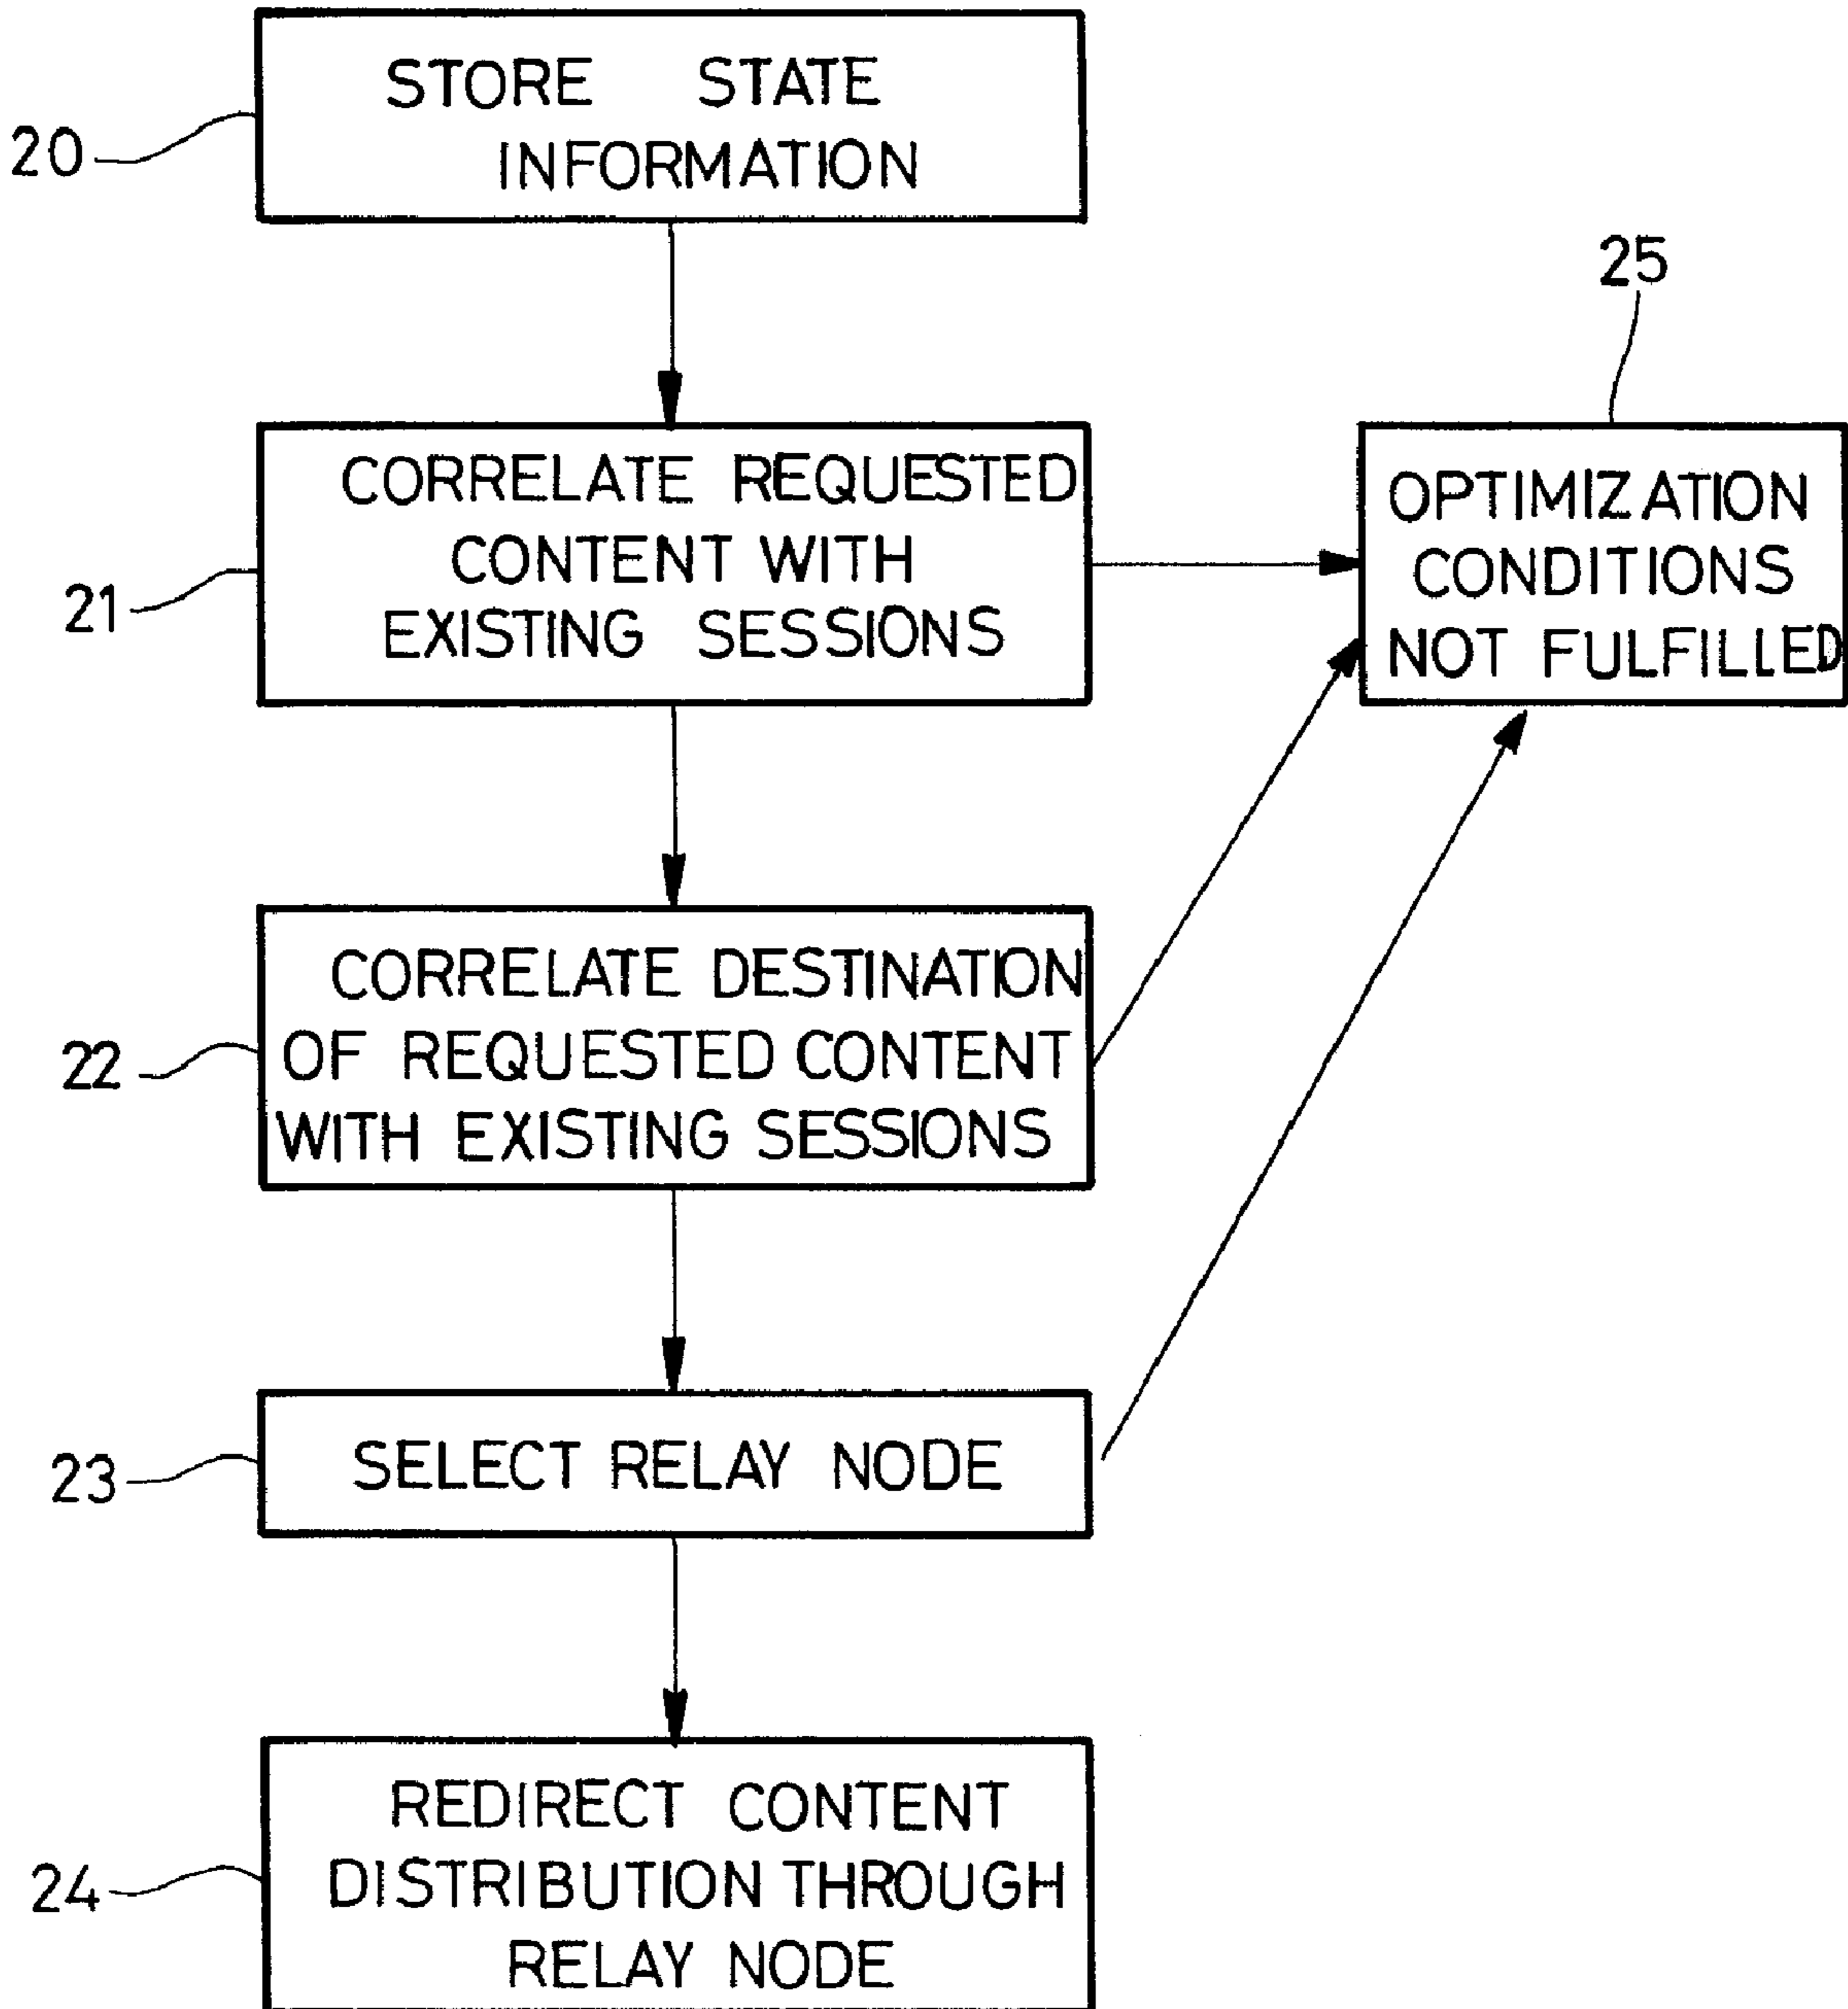 STORE STATE
INFORMATION
20
25
CORRELATE REQUESTED
CONTENT WITH
EXISTING SESSIONS
21
OPTIMIZATION
CONDITIONS
NOT FULFILLED
CORRELATE DESTINATION
OF REQUESTED CONTENT
WITH EXISTING SESSIONS
22
SELECT RELAY NODE
23
REDIRECT CONTENT
DISTRIBUTION THROUGH
RELAY NODE
24